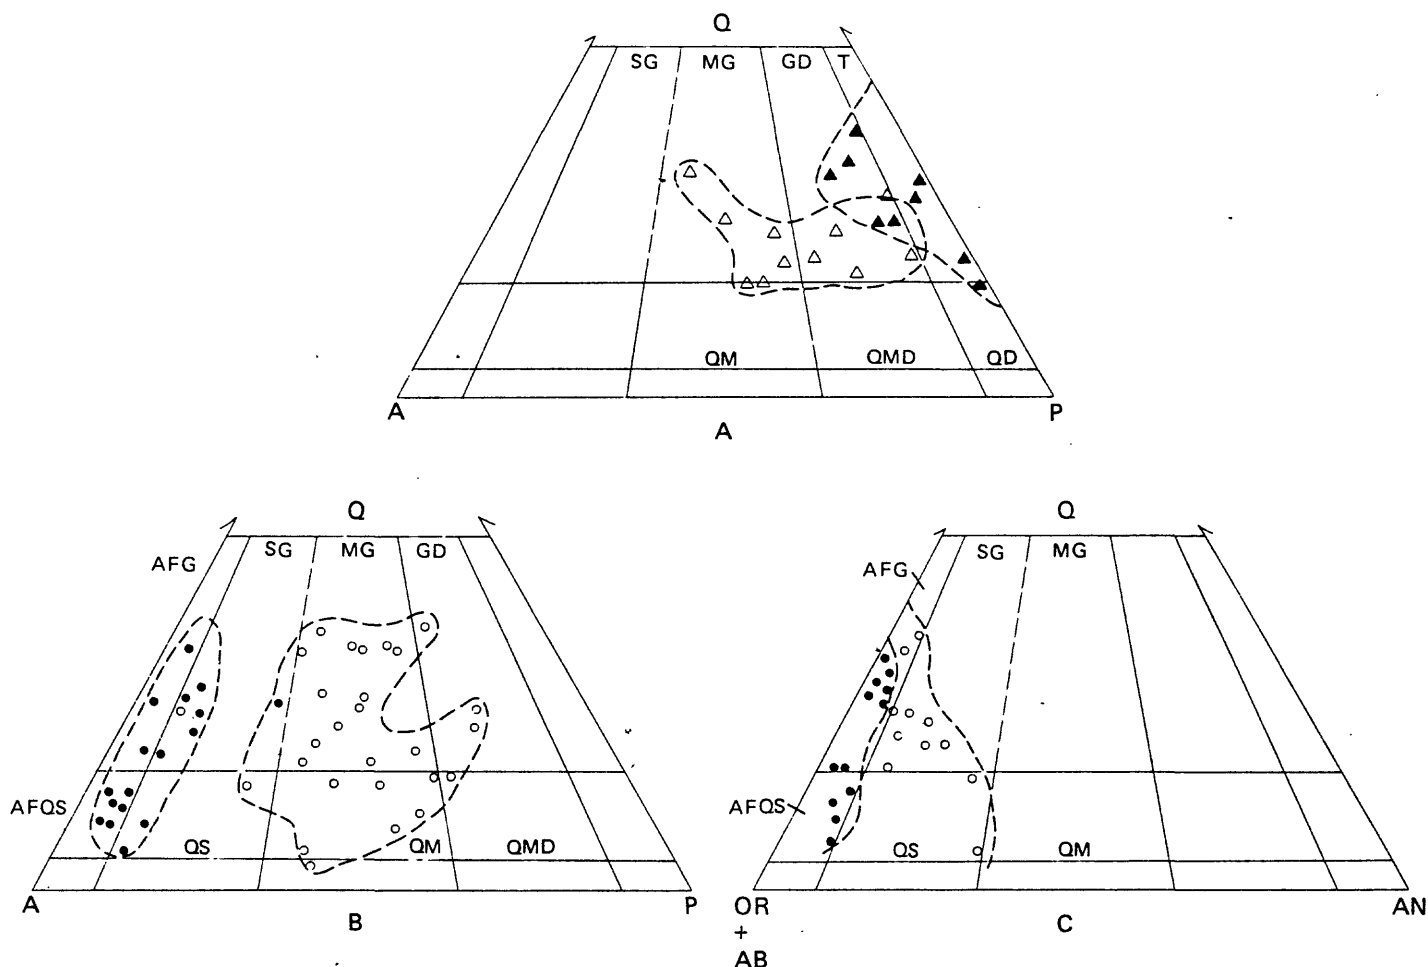 Q
SG MG GD T
QM QMD QD
A P
A
Q
AFG SG MG GD
AFQS
QS QM QMD
A P
B
Q
SG MG
AFG
AFQS
QS QM
OR AN
+
AB
C